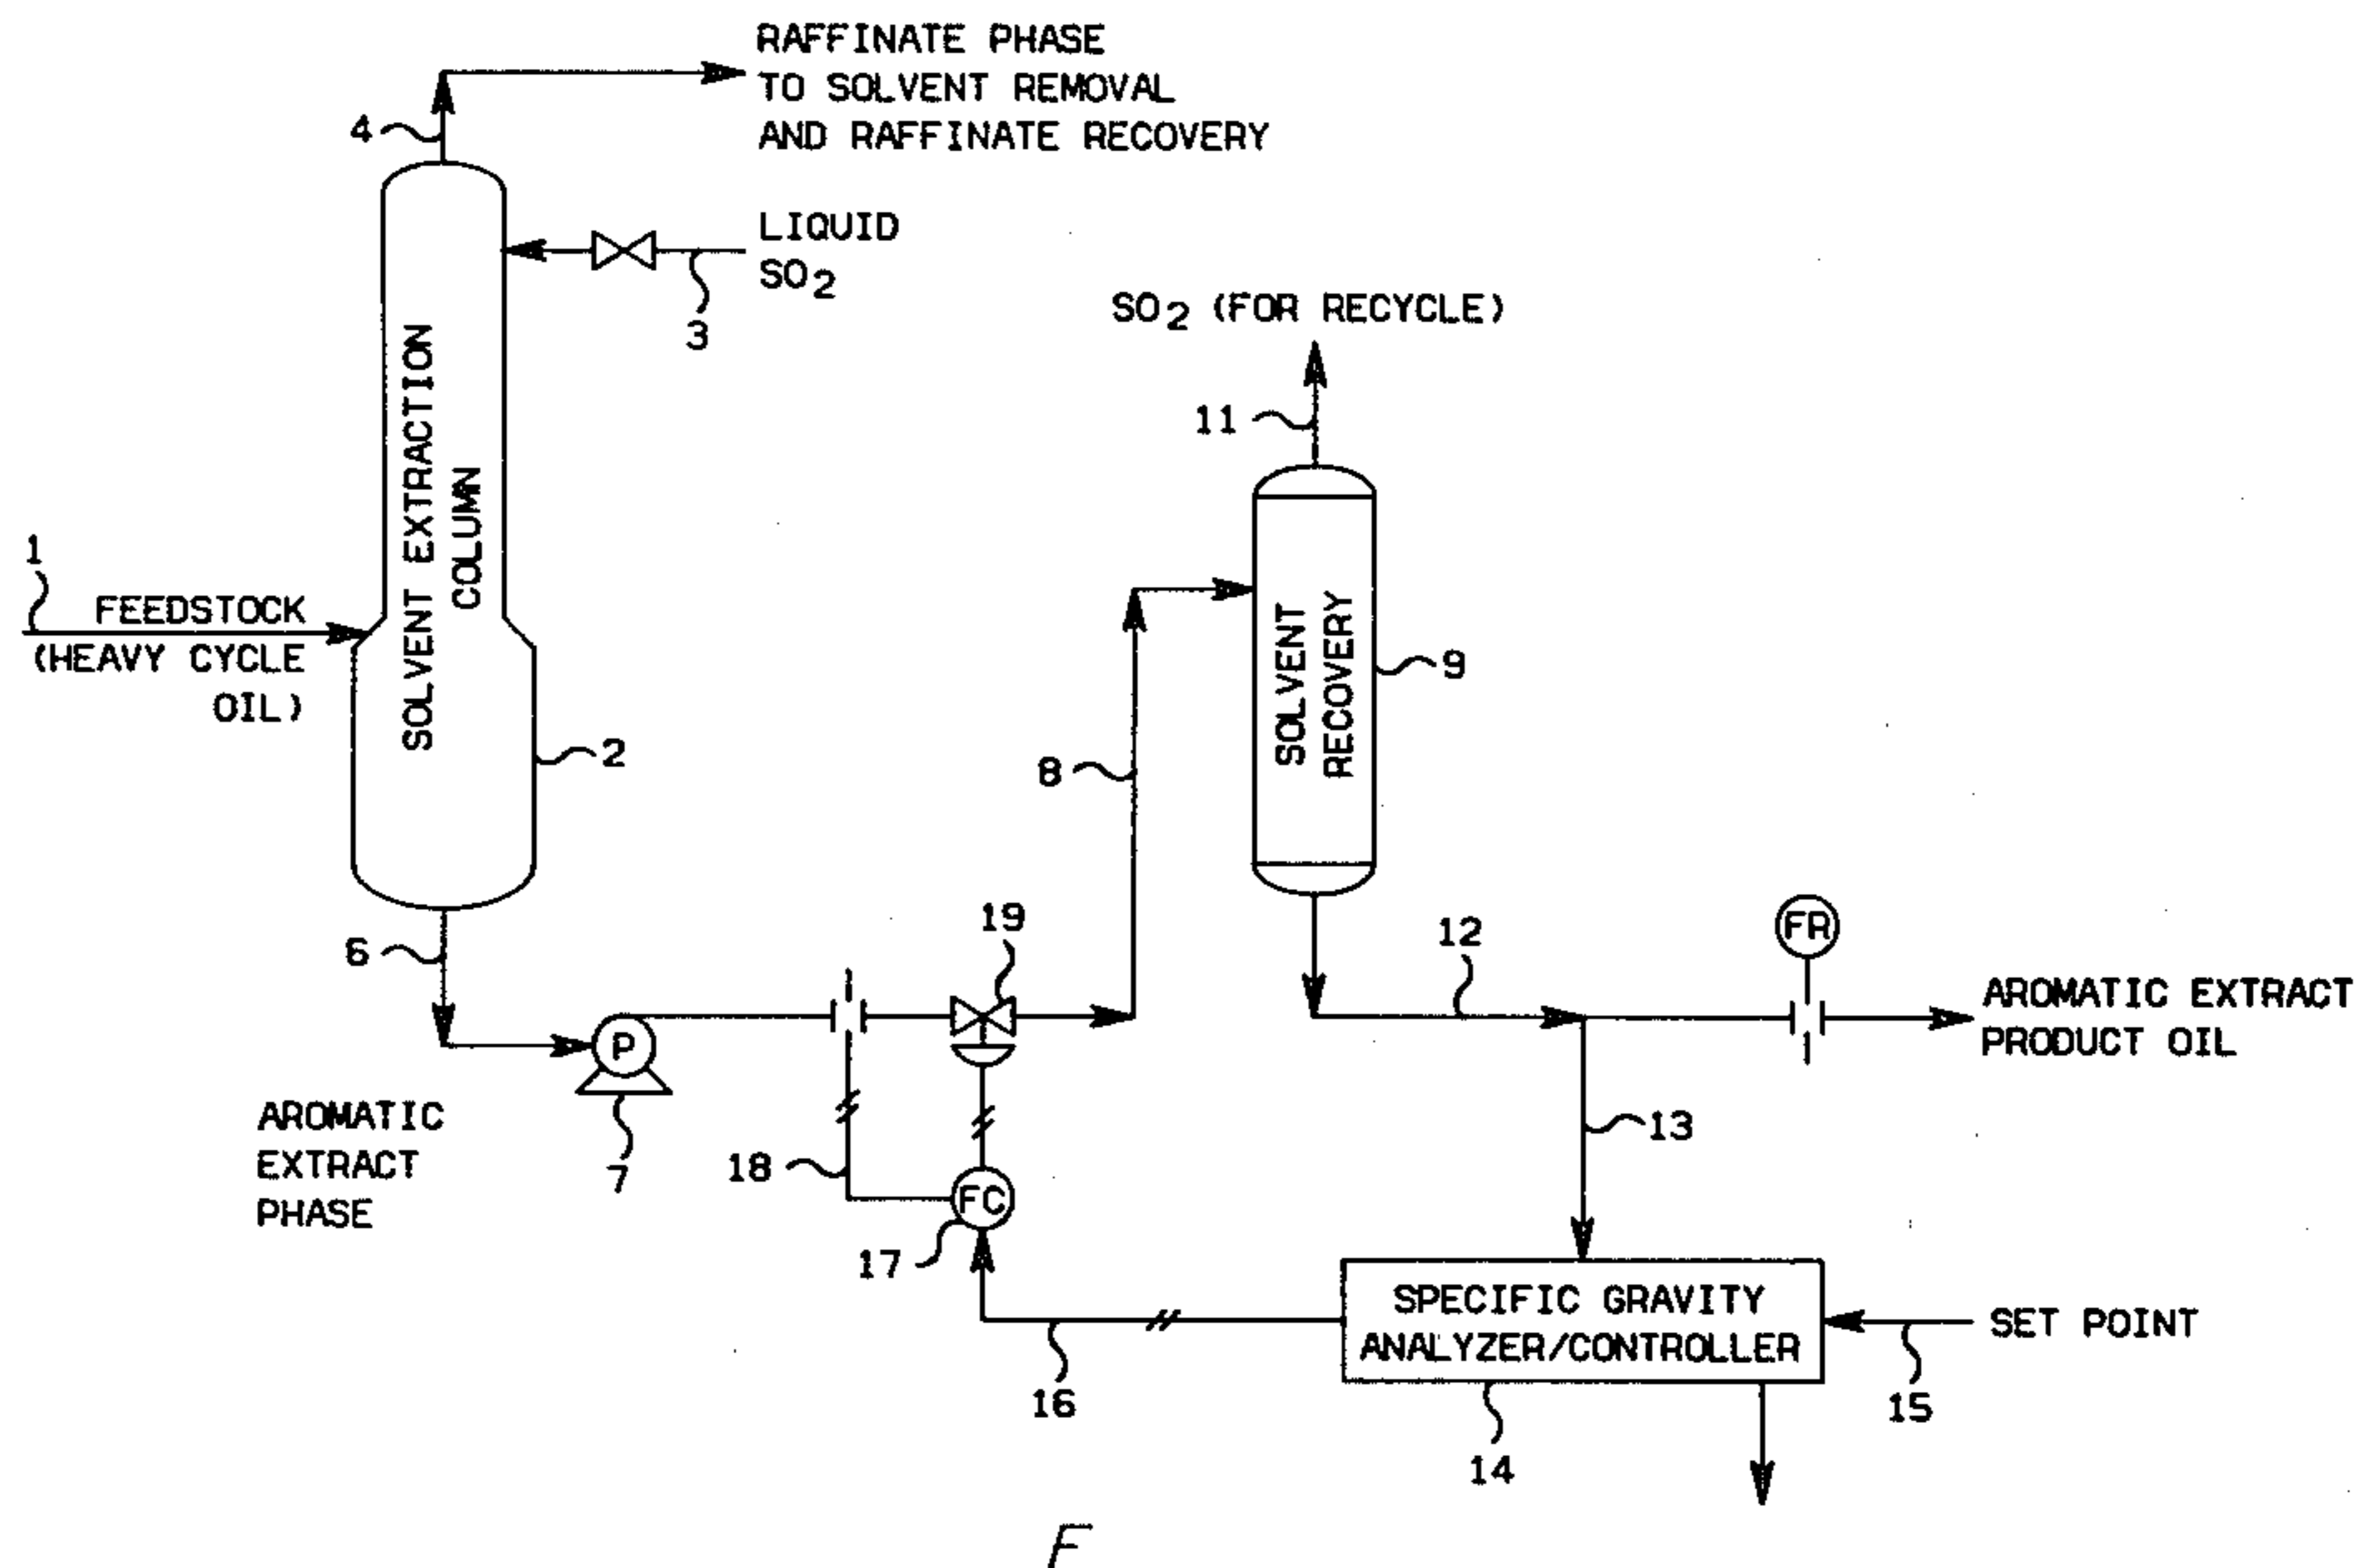 RAFFINATE PHASE
TO SOLVENT REMOVAL
AND RAFFINATE RECOVERY
4
LIQUID
SO2
3
SO2 (FOR RECYCLE)
11
1
FEEDSTOCK
(HEAVY CYCLE
OIL)
SOLVENT EXTRACTION
COLUMN
2
SOLVENT
RECOVERY
9
8
6
19
12
FR
AROMATIC EXTRACT
PRODUCT OIL
P
7
AROMATIC
EXTRACT
PHASE
18
FC
17
13
SPECIFIC GRAVITY
ANALYZER/CONTROLLER
SET POINT
16
14
15
F